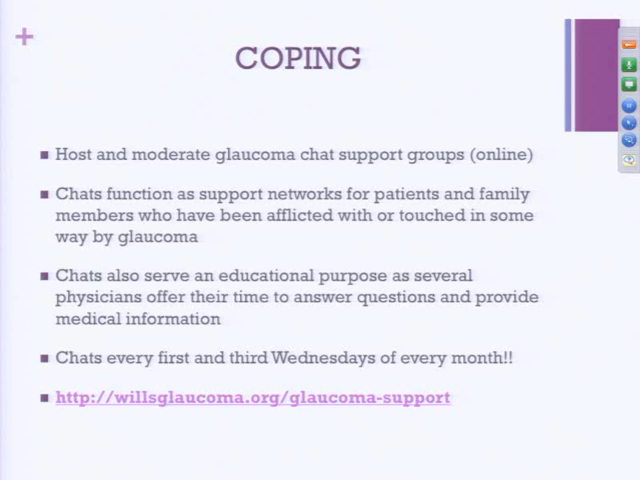 COPING
Host and moderate glaucoma chat support groups (online)
Chats function as support networks for patients and family
members who have been afflicted with or touched in some
way by glaucoma
Chats also serve an educational purpose as several
physicians offer their time to answer questions and provide
medical information
Chats every first and third Wednesdays of every month!!
http://willsglaucoma.org/glaucoma-support